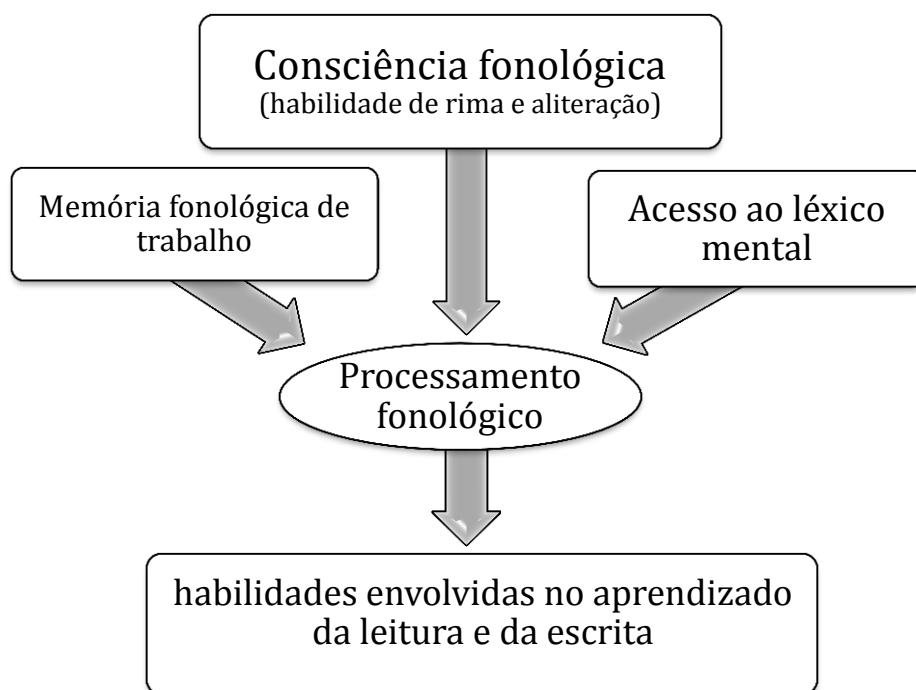 Consciência fonológica
(habilidade de rima e aliteração)
Memória fonológica de
trabalho
Acesso ao léxico
mental
Processamento
fonológico
habilidades envolvidas no aprendizado
da leitura e da escrita